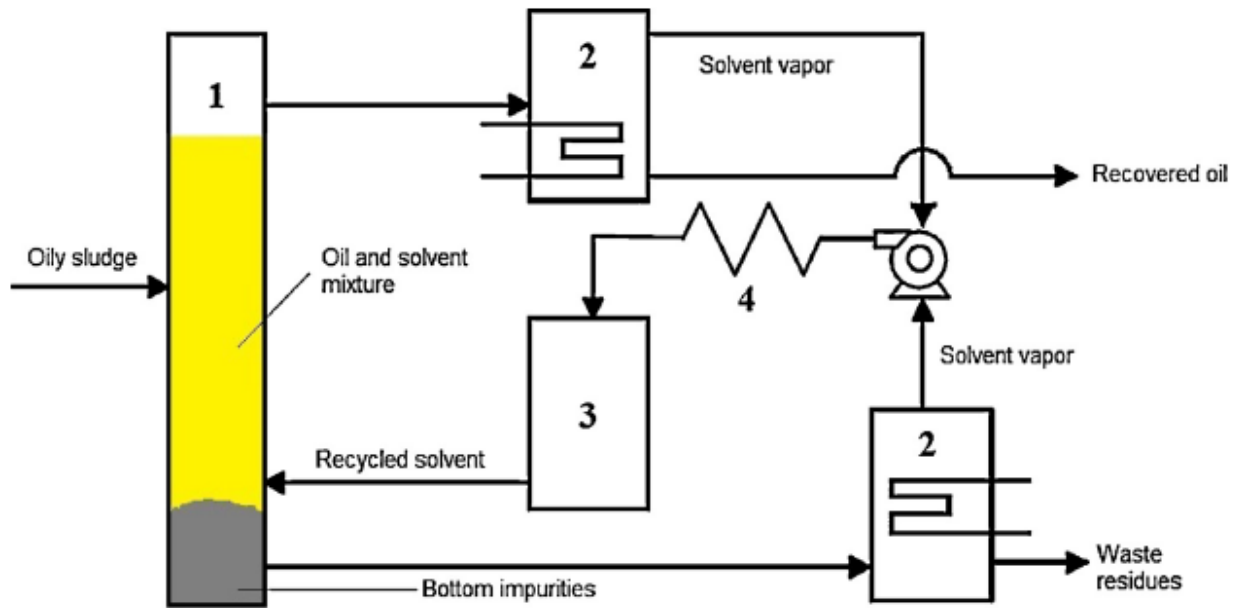 1
2
Solvent vapor
Recovered oil
Oily sludge
Oil and solvent
mixture
4
Solvent vapor
3
2
Recycled solvent
Bottom impurities
Waste
residues